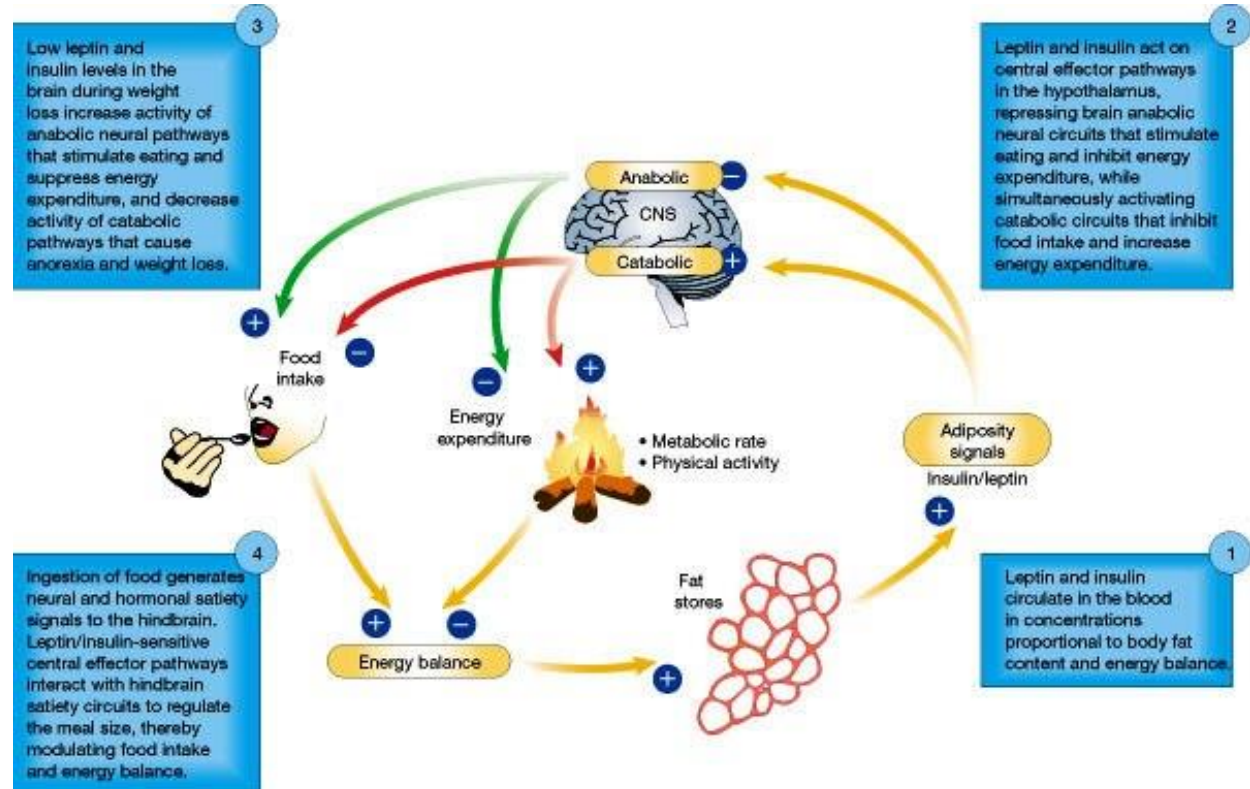 3
Low leptin and
insulin levels in the
brain during weight
loss increase activity of
anabolic neural pathways
that stimulate eating and
suppress energy
expenditure, and decrease
activity of catabolic
pathways that cause
anorexia and weight loss.
2
Leptin and insulin act on
central effector pathways
in the hypothalamus,
repressing brain anabolic
neural circuits that stimulate
eating and inhibit energy
expenditure, while
simultaneously activating
catabolic circuits that inhibit
food intake and increase
energy expenditure.
Anabolic
−
CNS
Catabolic
+
+
−
Food
intake
−
+
Energy
expenditure
• Metabolic rate
• Physical activity
Adiposity
signals
Insulin/leptin
+
4
Ingestion of food generates
neural and hormonal satiety
signals to the hindbrain.
Leptin/insulin-sensitive
central effector pathways
interact with hindbrain
satiety circuits to regulate
the meal size, thereby
modulating food intake
and energy balance.
+
−
Energy balance
+
Fat
stores
1
Leptin and insulin
circulate in the blood
in concentrations
proportional to body fat
content and energy balance.